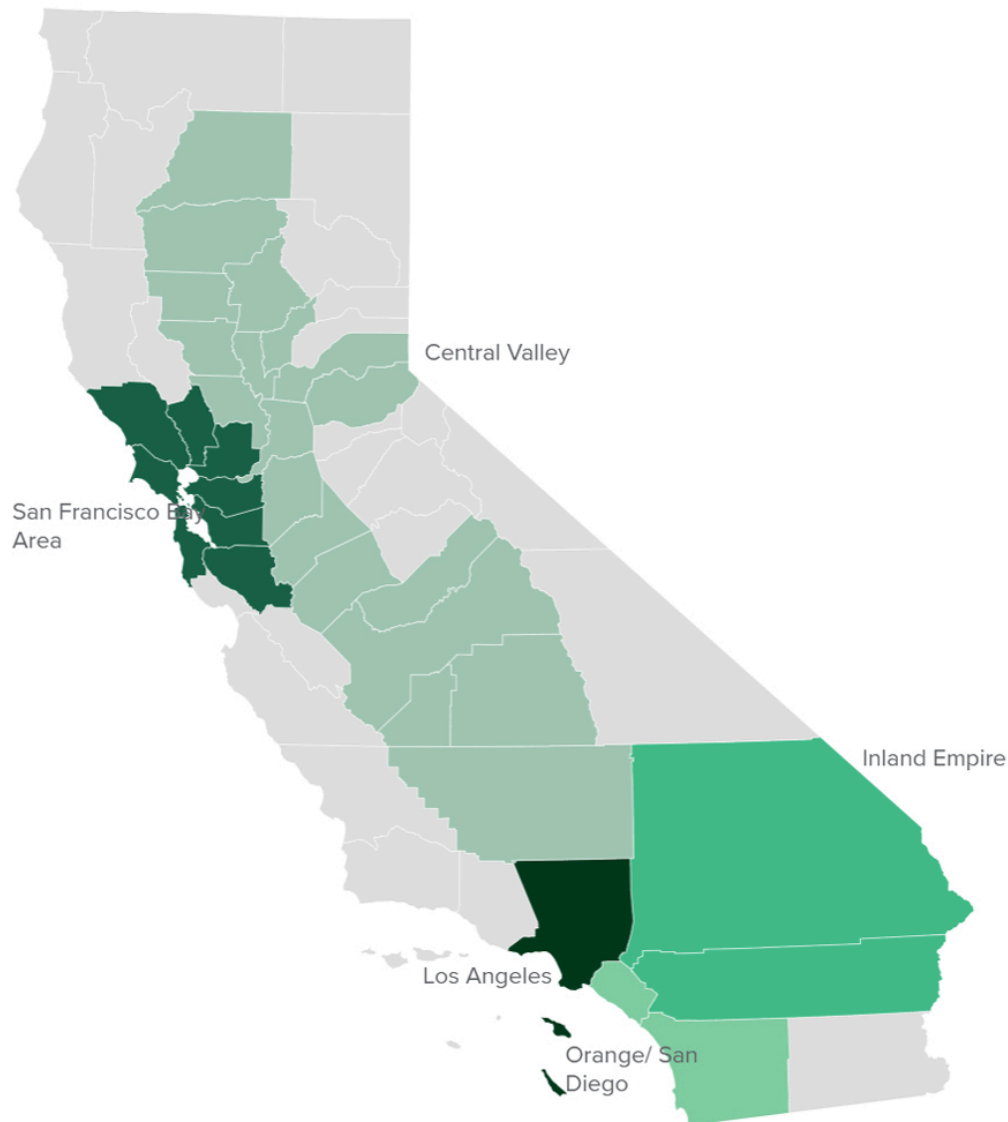 Central Valley
San Francisco Bay
Area
Inland Empire
Los Angeles
Orange/ San
Diego